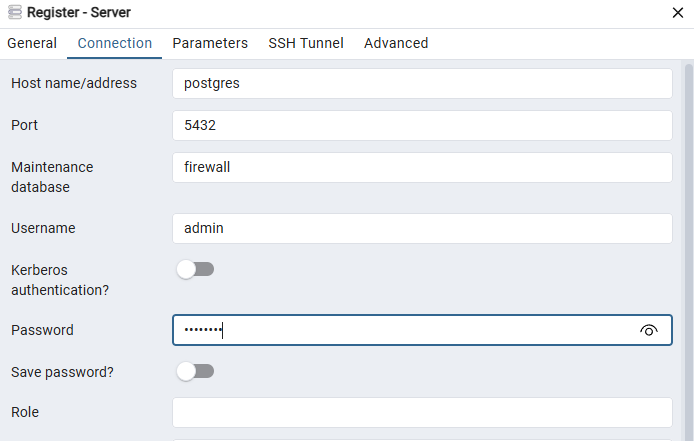 Register - Server
General Connection Parameters SSH Tunnel Advanced
Host name/address postgres
Port 5432
Maintenance
database
firewall
Username admin
Kerberos
authentication?
Password ••••••••
Save password?
Role